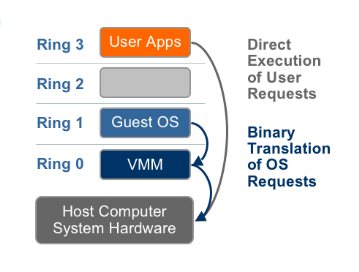 Ring 3
User Apps
Ring 2
Ring 1
Guest OS
Ring 0
VMM
Host Computer
System Hardware
Direct
Execution
of User
Requests
Binary
Translation
of OS
Requests